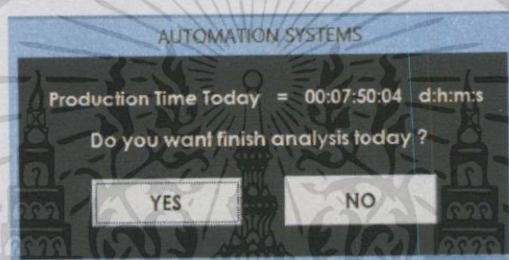 AUTOMATION SYSTEMS
Production Time Today = 00:07:50:04 d:h:m:s
Do you want finish analysis today ?
YES NO